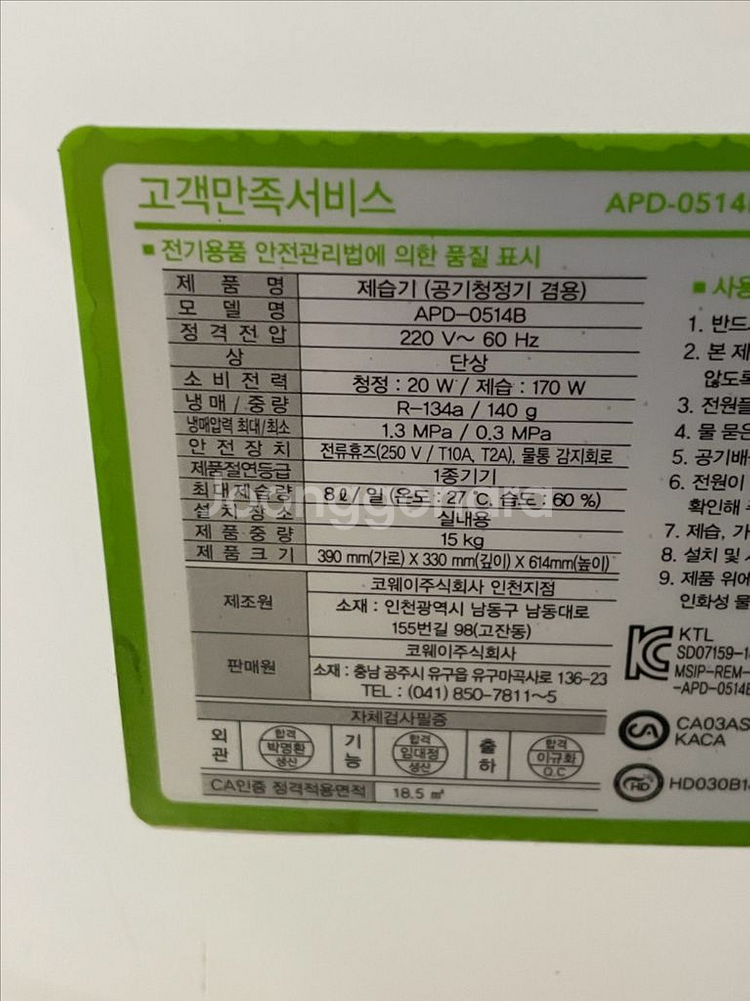 고객만족서비스
APD-0514
■ 전기용품 안전관리법에 의한 품질 표시
제 품 명 제습기 (공기청정기 겸용)
모 델 명 APD-0514B
정 격 전 압 220 V~ 60 Hz
상 단상
소 비 전 력 청정 : 20 W / 제습 : 170 W
냉 매 / 중 량 R-134a / 140 g
냉매압력 최대/최소 1.3 MPa / 0.3 MPa
안 전 장 치 전류휴즈(250 V / T10A, T2A), 물통 감지회로
제품절연등급 1종기기
최대제습량 8ℓ/ 일 (온도 : 27℃, 습도 : 60 %)
설 치 장 소 실내용
제 품 중 량 15 kg
제 품 크 기 390 mm(가로) X 330 mm(깊이) X 614mm(높이)
제조원 코웨이주식회사 인천지점
소재 : 인천광역시 남동구 남동대로
155번길 98(고잔동)
판매원 코웨이주식회사
소재 : 충남 공주시 유구읍 유구마곡사로 136-23
TEL : (041) 850-7811~5
자체검사필증
외관 합격 박명환 생산 기능 합격 임대정 생산 출하 합격 이규화 Q.C
CA인증 정격적용면적 18.5 ㎡
■ 사용
1. 반드
2. 본 제
않도록
3. 전원플
4. 물 묻은
5. 공기배
6. 전원이
확인해
7. 제습, 가
8. 설치 및
9. 제품 위에
인화성 물
KTL
SD07159-1
MSIP-REM-
-APD-0514B
CA
CA03AS
KACA
HD
HD030B1
Joonggonara